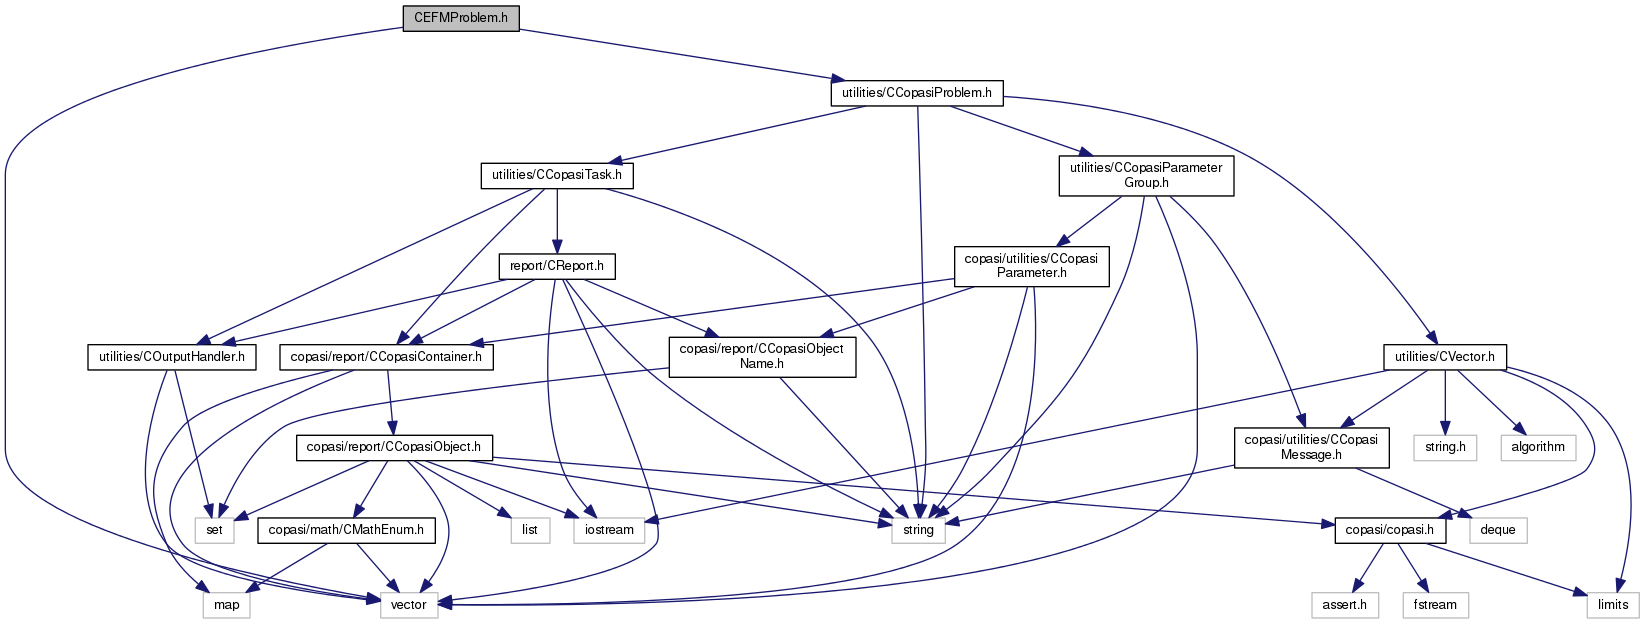 CEFMProblem.h
utilities/CCopasiProblem.h
utilities/CCopasiTask.h
utilities/CCopasiParameter
Group.h
report/CReport.h
copasi/utilities/CCopasi
Parameter.h
utilities/COutputHandler.h
copasi/report/CCopasiContainer.h
copasi/report/CCopasiObject
Name.h
utilities/CVector.h
copasi/report/CCopasiObject.h
copasi/utilities/CCopasi
Message.h
string.h
algorithm
set
copasi/math/CMathEnum.h
list
iostream
string
copasi/copasi.h
deque
map
vector
assert.h
fstream
limits